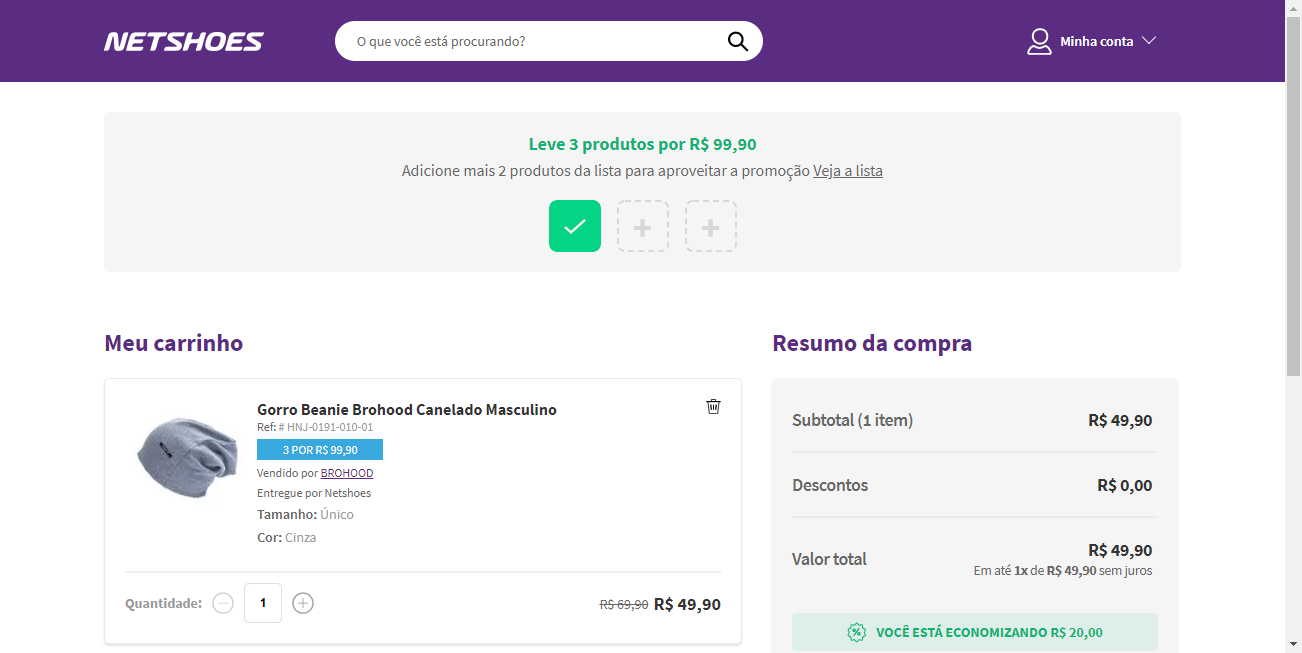 NETSHOES
O que você está procurando?
Minha conta
Leve 3 produtos por R$ 99,90
Adicione mais 2 produtos da lista para aproveitar a promoção Veja a lista
Meu carrinho
Gorro Beanie Brohood Canelado Masculino
Ref: # HNJ-0191-010-01
3 POR R$ 99,90
Vendido por BROHOOD
Entregue por Netshoes
Tamanho: Único
Cor: Cinza
Quantidade: 1
R$ 69,90 R$ 49,90
Resumo da compra
Subtotal (1 item) R$ 49,90
Descontos R$ 0,00
Valor total R$ 49,90
Em até 1x de R$ 49,90 sem juros
VOCÊ ESTÁ ECONOMIZANDO R$ 20,00